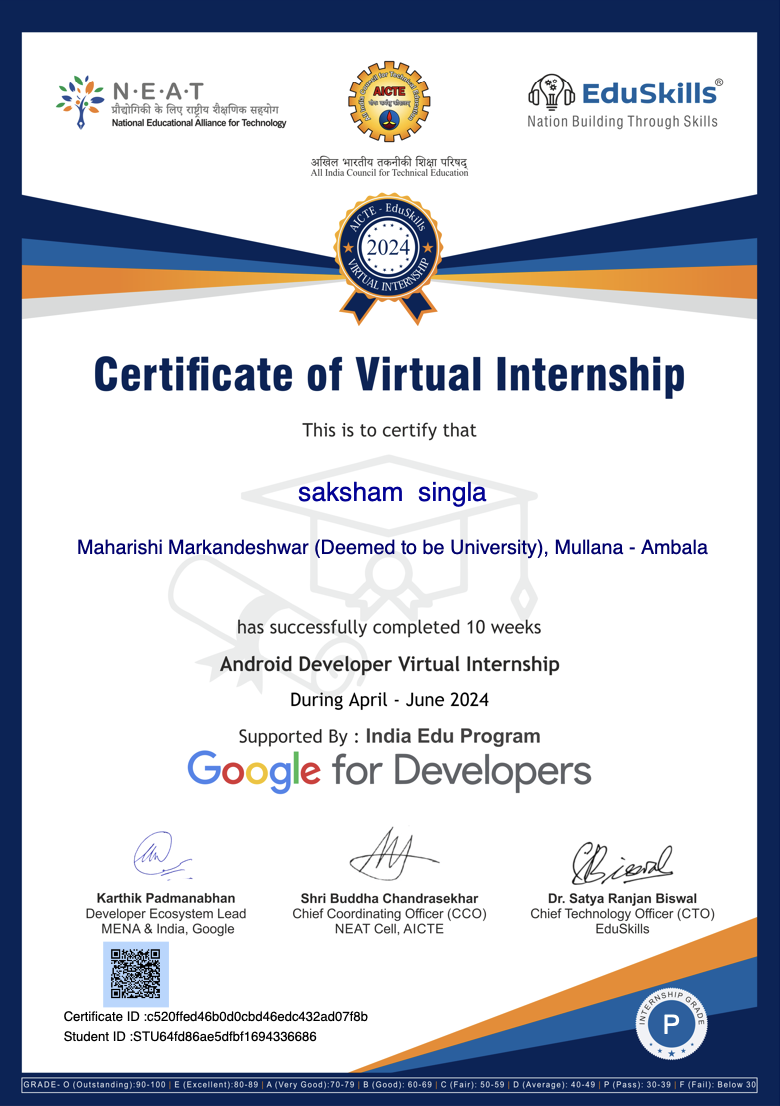 N·E·A·T
प्रौद्योगिकी के लिए राष्ट्रीय शैक्षणिक सहयोग
National Educational Alliance for Technology
All India Council for Technical Education
AICTE
अखिल भारतीय तकनीकी शिक्षा परिषद्
All India Council for Technical Education
EduSkills®
Nation Building Through Skills
AICTE - EduSkills
2024
VIRTUAL INTERNSHIP
Certificate of Virtual Internship
This is to certify that
saksham singla
Maharishi Markandeshwar (Deemed to be University), Mullana - Ambala
has successfully completed 10 weeks
Android Developer Virtual Internship
During April - June 2024
Supported By : India Edu Program
Google for Developers
Karthik Padmanabhan
Developer Ecosystem Lead
MENA & India, Google
Shri Buddha Chandrasekhar
Chief Coordinating Officer (CCO)
NEAT Cell, AICTE
Biswal
Dr. Satya Ranjan Biswal
Chief Technology Officer (CTO)
EduSkills
Certificate ID :c520ffed46b0d0cbd46edc432ad07f8b
Student ID :STU64fd86ae5dfbf1694336686
INTERNSHIP GRADE
P
GRADE- O (Outstanding):90-100 | E (Excellent):80-89 | A (Very Good):70-79 | B (Good): 60-69 | C (Fair): 50-59 | D (Average): 40-49 | P (Pass): 30-39 | F (Fail): Below 30